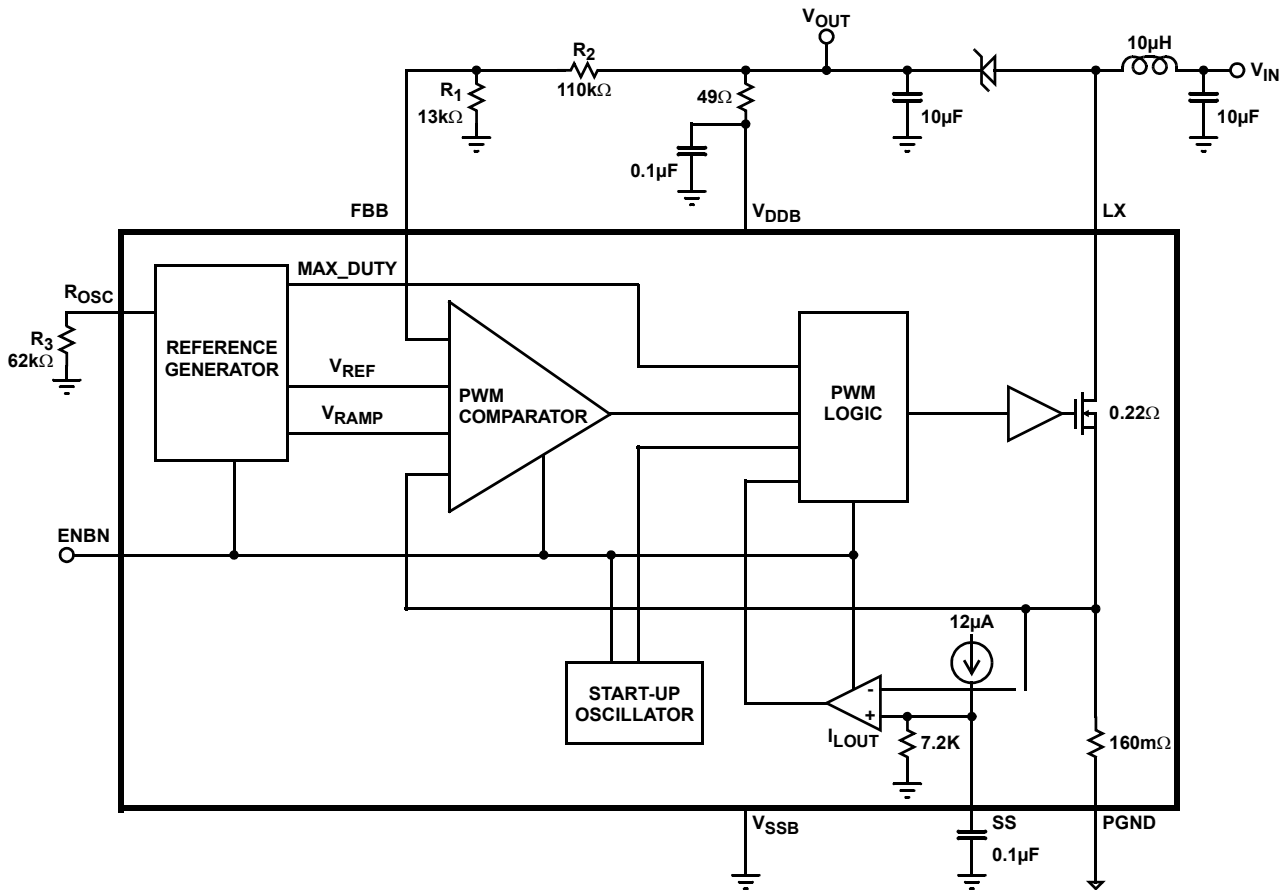 VOUT
10µH
VIN
R2
110kΩ
R1
13kΩ
49Ω
10µF
10µF
0.1µF
FBB
VDDB
LX
MAX_DUTY
ROSC
R3
62kΩ
REFERENCE
GENERATOR
VREF
VRAMP
PWM
COMPARATOR
PWM
LOGIC
0.22Ω
ENBN
12µA
START-UP
OSCILLATOR
-
+
ILOUT
7.2K
160mΩ
VSSB
SS
PGND
0.1µF